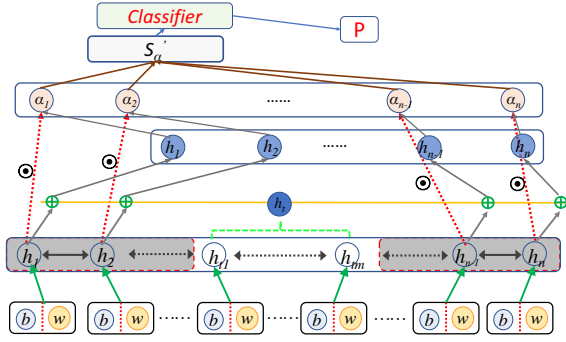 Classifier
P
Sα'
α1 α2 ...... αn-1 αn
h1 h2 ...... hn-1 hn
ht
h1 h2 ht1 htm hn-1 hn
b w ...... b w ...... b w ...... b w ...... b w b w